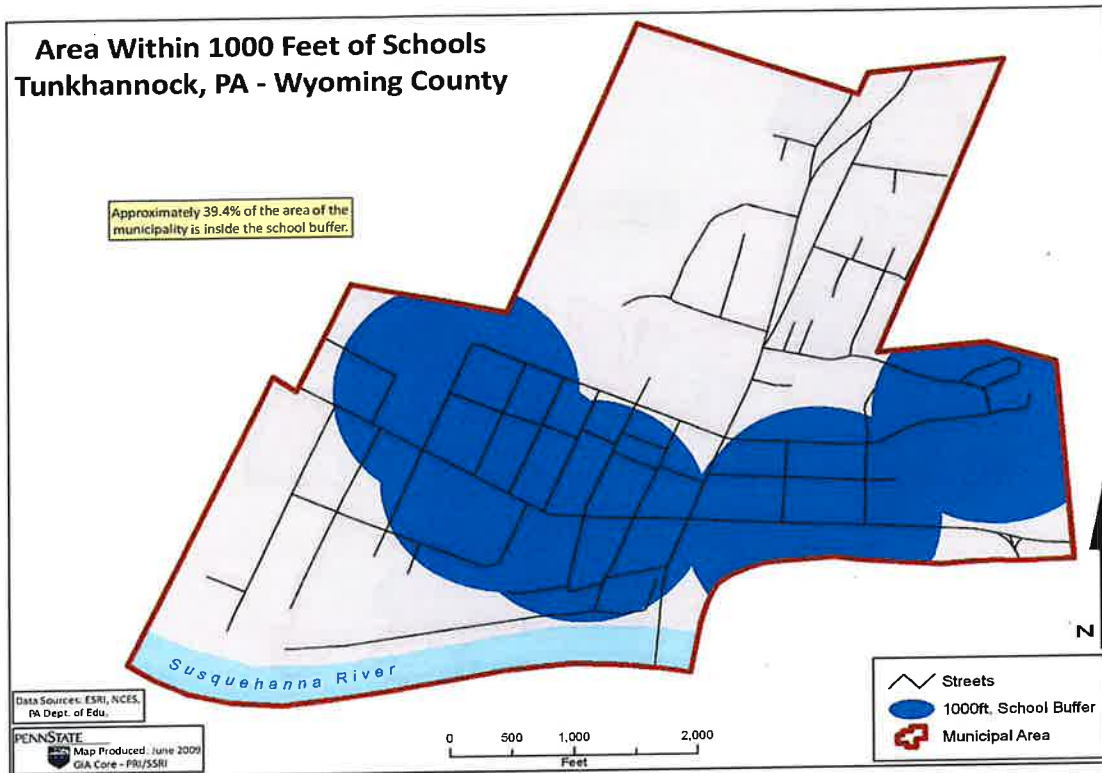 Area Within 1000 Feet of Schools
Tunkhannock, PA - Wyoming County
Approximately 39.4% of the area of the
municipality is inside the school buffer.
Susquehanna River
N
Data Sources: ESRI, NCES,
PA Dept. of Edu.
PENNSTATE
Map Produced: June 2009
GIA Core - PRI/SSRI
0 500 1,000 2,000
Feet
Streets
1000ft. School Buffer
Municipal Area